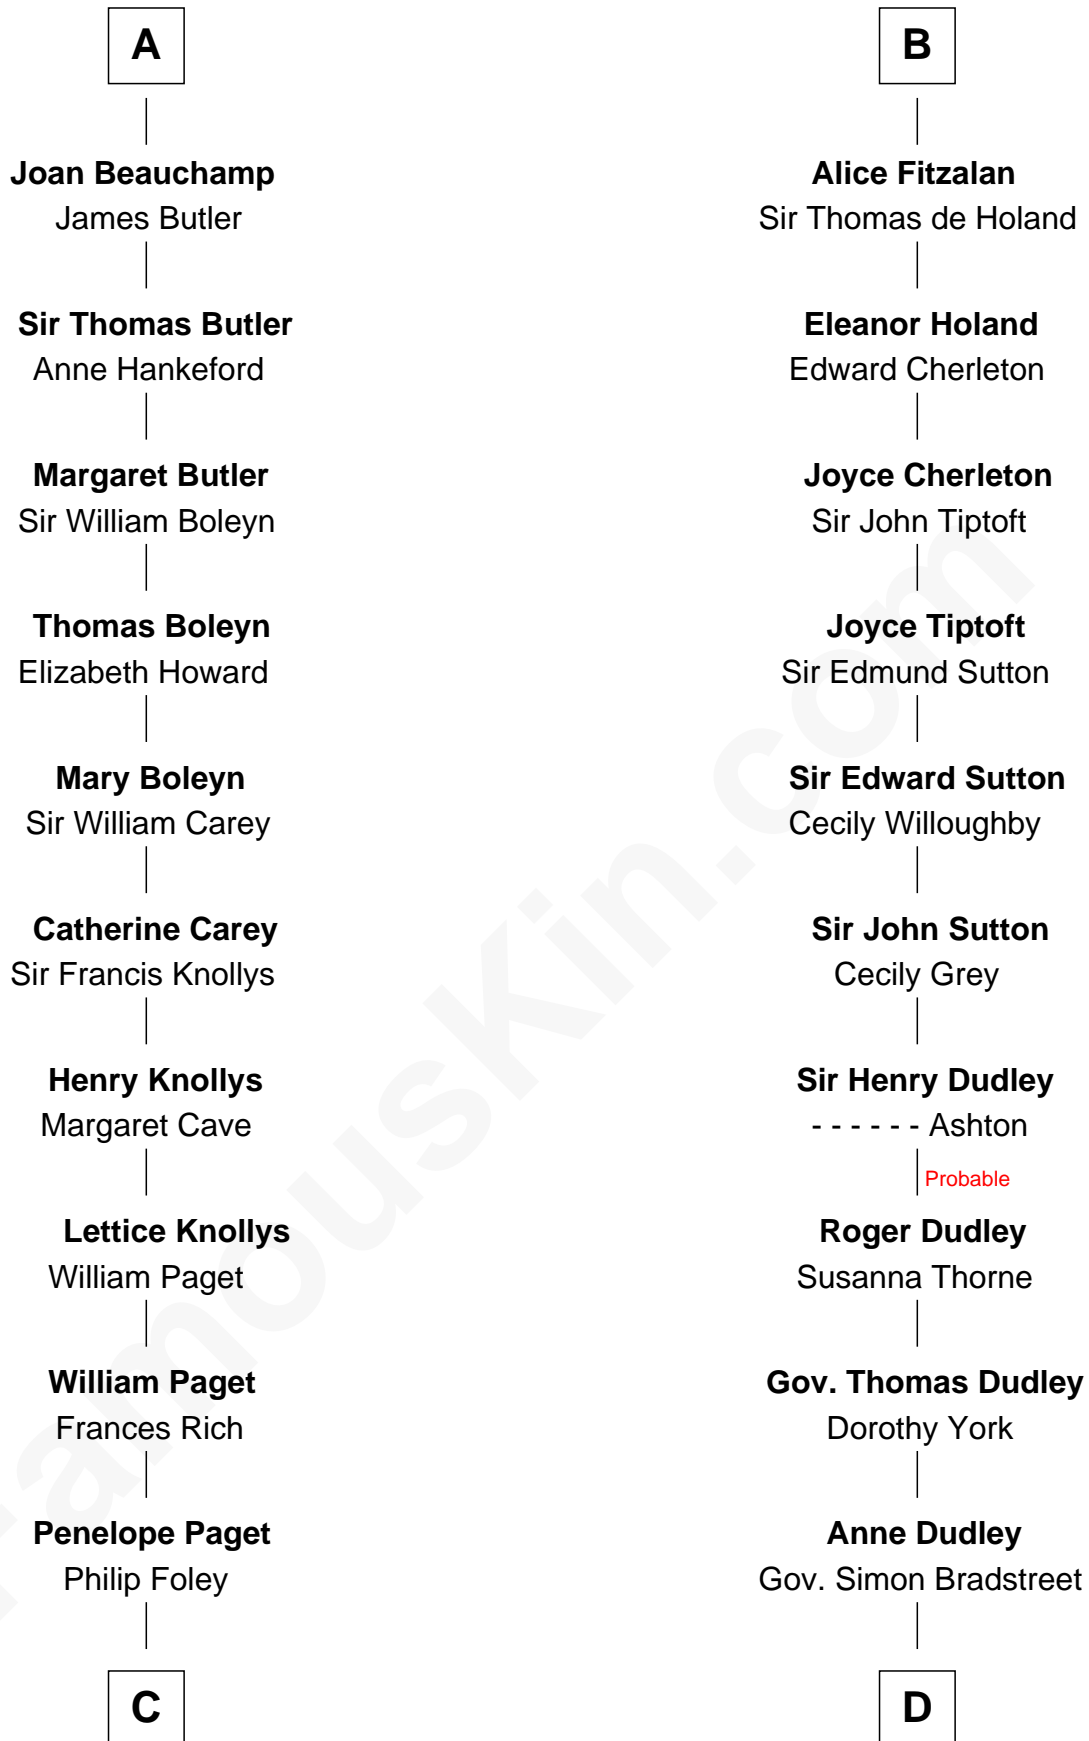 A
Joan Beauchamp
James Butler
Sir Thomas Butler
Anne Hankeford
Margaret Butler
Sir William Boleyn
Thomas Boleyn
Elizabeth Howard
Mary Boleyn
Sir William Carey
Catherine Carey
Sir Francis Knollys
Henry Knollys
Margaret Cave
Lettice Knollys
William Paget
William Paget
Frances Rich
Penelope Paget
Philip Foley
C
B
Alice Fitzalan
Sir Thomas de Holand
Eleanor Holand
Edward Cherleton
Joyce Cherleton
Sir John Tiptoft
Joyce Tiptoft
Sir Edmund Sutton
Sir Edward Sutton
Cecily Willoughby
Sir John Sutton
Cecily Grey
Sir Henry Dudley
- - - - - - Ashton
Probable
Roger Dudley
Susanna Thorne
Gov. Thomas Dudley
Dorothy York
Anne Dudley
Gov. Simon Bradstreet
D
FamousKin.com